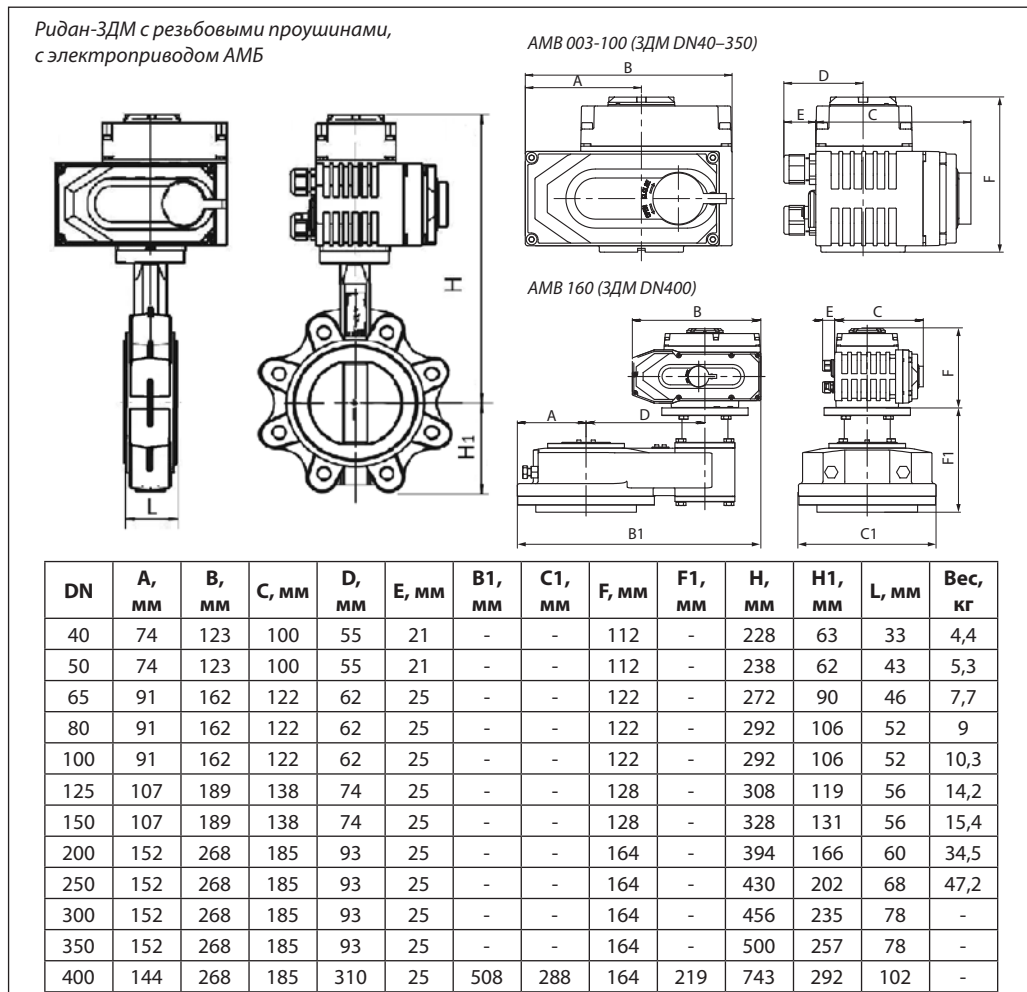 Ридан-ЗДМ с резьбовыми проушинами,
с электроприводом АМБ
АМВ 003-100 (ЗДМ DN40–350)
B
A
D
E
C
F
H
H1
L
АМВ 160 (ЗДМ DN400)
B
A
D
B1
E
C
F
F1
C1
DN A, мм B, мм C, мм D, мм E, мм B1, мм C1, мм F, мм F1, мм H, мм H1, мм L, мм Вес, кг
40 74 123 100 55 21 - - 112 - 228 63 33 4,4
50 74 123 100 55 21 - - 112 - 238 62 43 5,3
65 91 162 122 62 25 - - 122 - 272 90 46 7,7
80 91 162 122 62 25 - - 122 - 292 106 52 9
100 91 162 122 62 25 - - 122 - 292 106 52 10,3
125 107 189 138 74 25 - - 128 - 308 119 56 14,2
150 107 189 138 74 25 - - 128 - 328 131 56 15,4
200 152 268 185 93 25 - - 164 - 394 166 60 34,5
250 152 268 185 93 25 - - 164 - 430 202 68 47,2
300 152 268 185 93 25 - - 164 - 456 235 78 -
350 152 268 185 93 25 - - 164 - 500 257 78 -
400 144 268 185 310 25 508 288 164 219 743 292 102 -